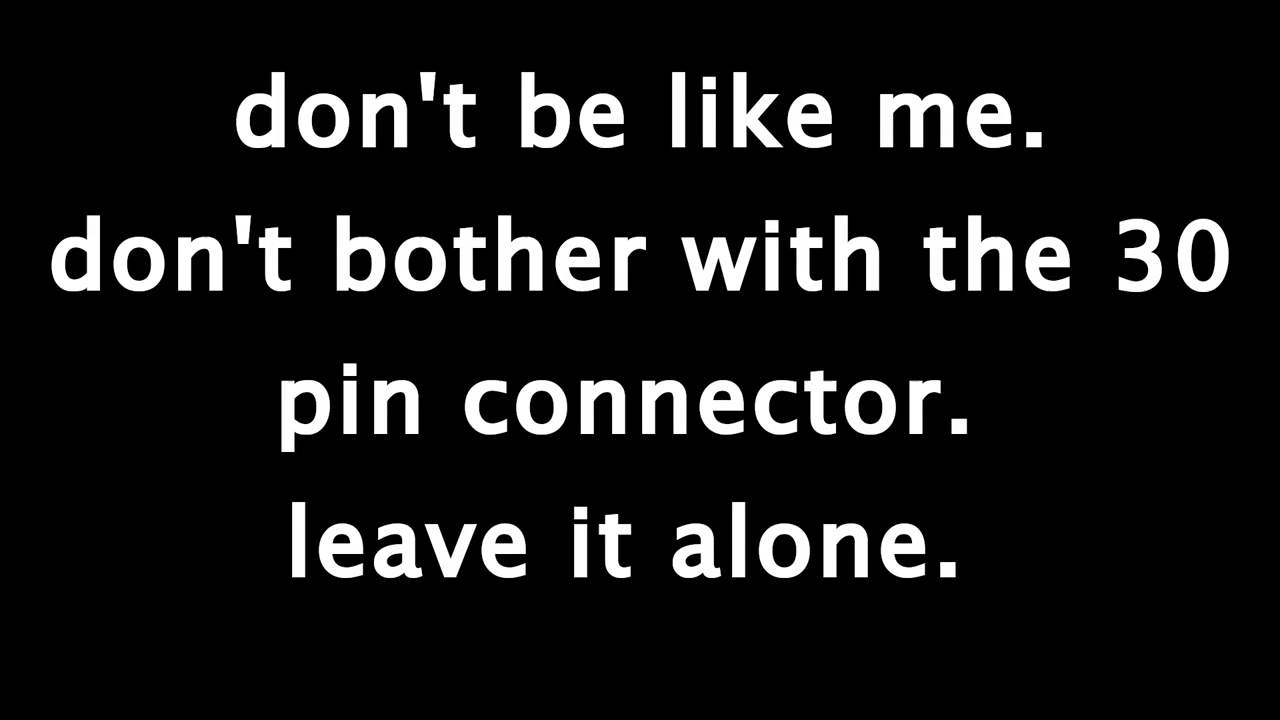 don't be like me.
don't bother with the 30
pin connector.
leave it alone.